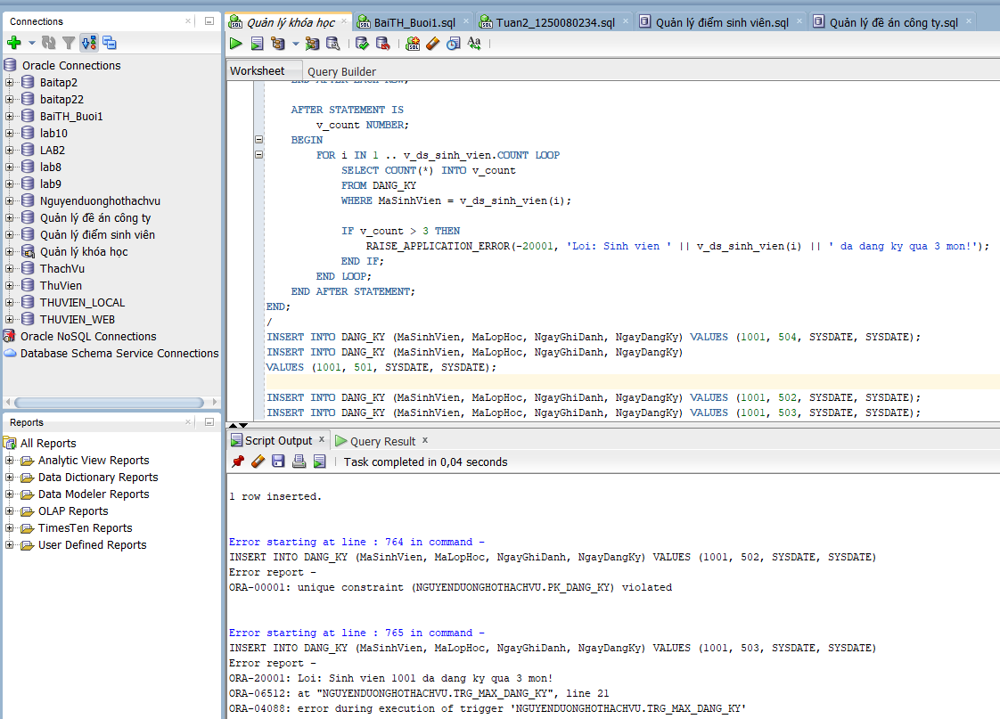 Connections
Oracle Connections
Baitap2
baitap22
BaiTH_Buoi1
lab10
LAB2
lab8
lab9
Nguyenduonghothachvu
Quản lý đề án công ty
Quản lý điểm sinh viên
Quản lý khóa học
ThachVu
ThuVien
THUVIEN_LOCAL
THUVIEN_WEB
Oracle NoSQL Connections
Database Schema Service Connections
Reports
All Reports
Analytic View Reports
Data Dictionary Reports
Data Modeler Reports
OLAP Reports
TimesTen Reports
User Defined Reports
Quản lý khóa học BaiTH_Buoi1.sql Tuan2_1250080234.sql Quản lý điểm sinh viên.sql Quản lý đề án công ty.sql
Worksheet Query Builder
END AFTER EACH ROW;
AFTER STATEMENT IS
v_count NUMBER;
BEGIN
FOR i IN 1 .. v_ds_sinh_vien.COUNT LOOP
SELECT COUNT(*) INTO v_count
FROM DANG_KY
WHERE MaSinhVien = v_ds_sinh_vien(i);
IF v_count > 3 THEN
RAISE_APPLICATION_ERROR(-20001, 'Loi: Sinh vien ' || v_ds_sinh_vien(i) || ' da dang ky qua 3 mon!');
END IF;
END LOOP;
END AFTER STATEMENT;
END;
/
INSERT INTO DANG_KY (MaSinhVien, MaLopHoc, NgayGhiDanh, NgayDangKy) VALUES (1001, 504, SYSDATE, SYSDATE);
INSERT INTO DANG_KY (MaSinhVien, MaLopHoc, NgayGhiDanh, NgayDangKy)
VALUES (1001, 501, SYSDATE, SYSDATE);
INSERT INTO DANG_KY (MaSinhVien, MaLopHoc, NgayGhiDanh, NgayDangKy) VALUES (1001, 502, SYSDATE, SYSDATE);
INSERT INTO DANG_KY (MaSinhVien, MaLopHoc, NgayGhiDanh, NgayDangKy) VALUES (1001, 503, SYSDATE, SYSDATE);
Script Output Query Result
Task completed in 0,04 seconds
1 row inserted.
Error starting at line : 764 in command -
INSERT INTO DANG_KY (MaSinhVien, MaLopHoc, NgayGhiDanh, NgayDangKy) VALUES (1001, 502, SYSDATE, SYSDATE)
Error report -
ORA-00001: unique constraint (NGUYENDUONGHOTHACHVU.PK_DANG_KY) violated
Error starting at line : 765 in command -
INSERT INTO DANG_KY (MaSinhVien, MaLopHoc, NgayGhiDanh, NgayDangKy) VALUES (1001, 503, SYSDATE, SYSDATE)
Error report -
ORA-20001: Loi: Sinh vien 1001 da dang ky qua 3 mon!
ORA-06512: at "NGUYENDUONGHOTHACHVU.TRG_MAX_DANG_KY", line 21
ORA-04088: error during execution of trigger 'NGUYENDUONGHOTHACHVU.TRG_MAX_DANG_KY'